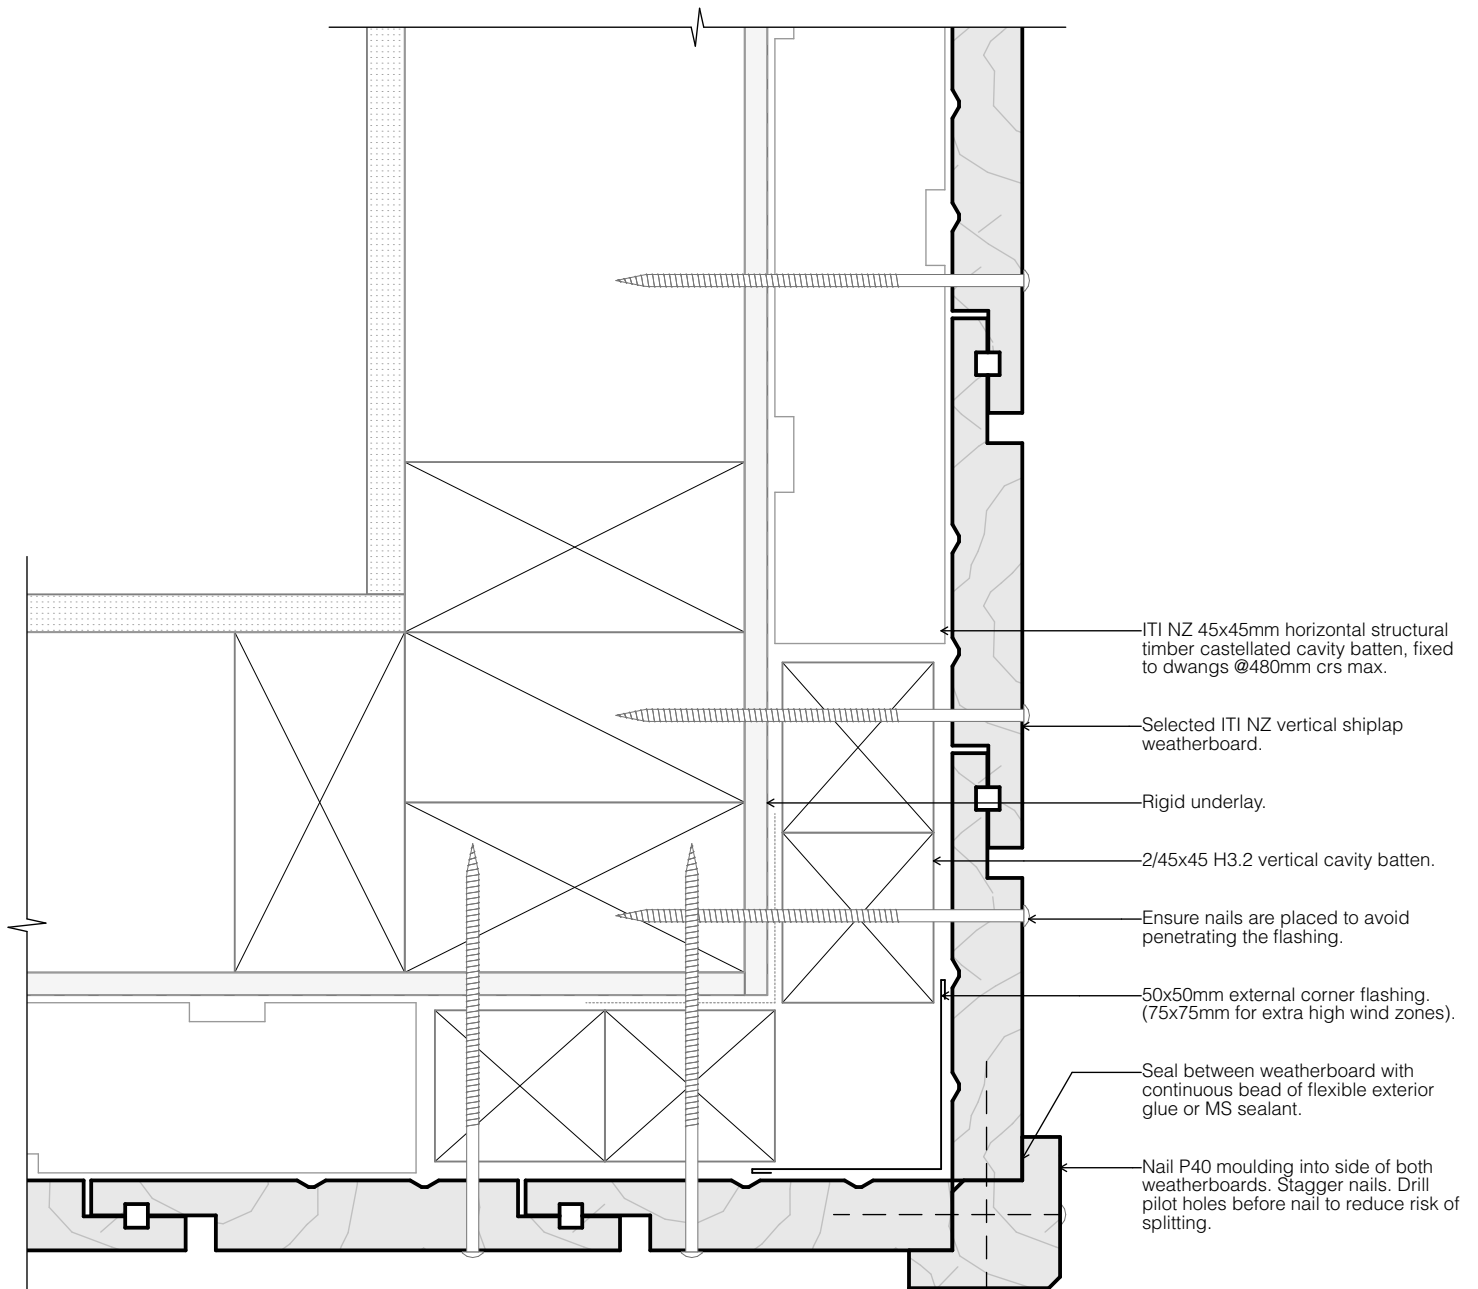 ITI NZ 45x45mm horizontal structural
timber castellated cavity batten, fixed
to dwangs @480mm crs max.
Selected ITI NZ vertical shiplap
weatherboard.
Rigid underlay.
2/45x45 H3.2 vertical cavity batten.
Ensure nails are placed to avoid
penetrating the flashing.
50x50mm external corner flashing.
(75x75mm for extra high wind zones).
Seal between weatherboard with
continuous bead of flexible exterior
glue or MS sealant.
Nail P40 moulding into side of both
weatherboards. Stagger nails. Drill
pilot holes before nail to reduce risk of
splitting.